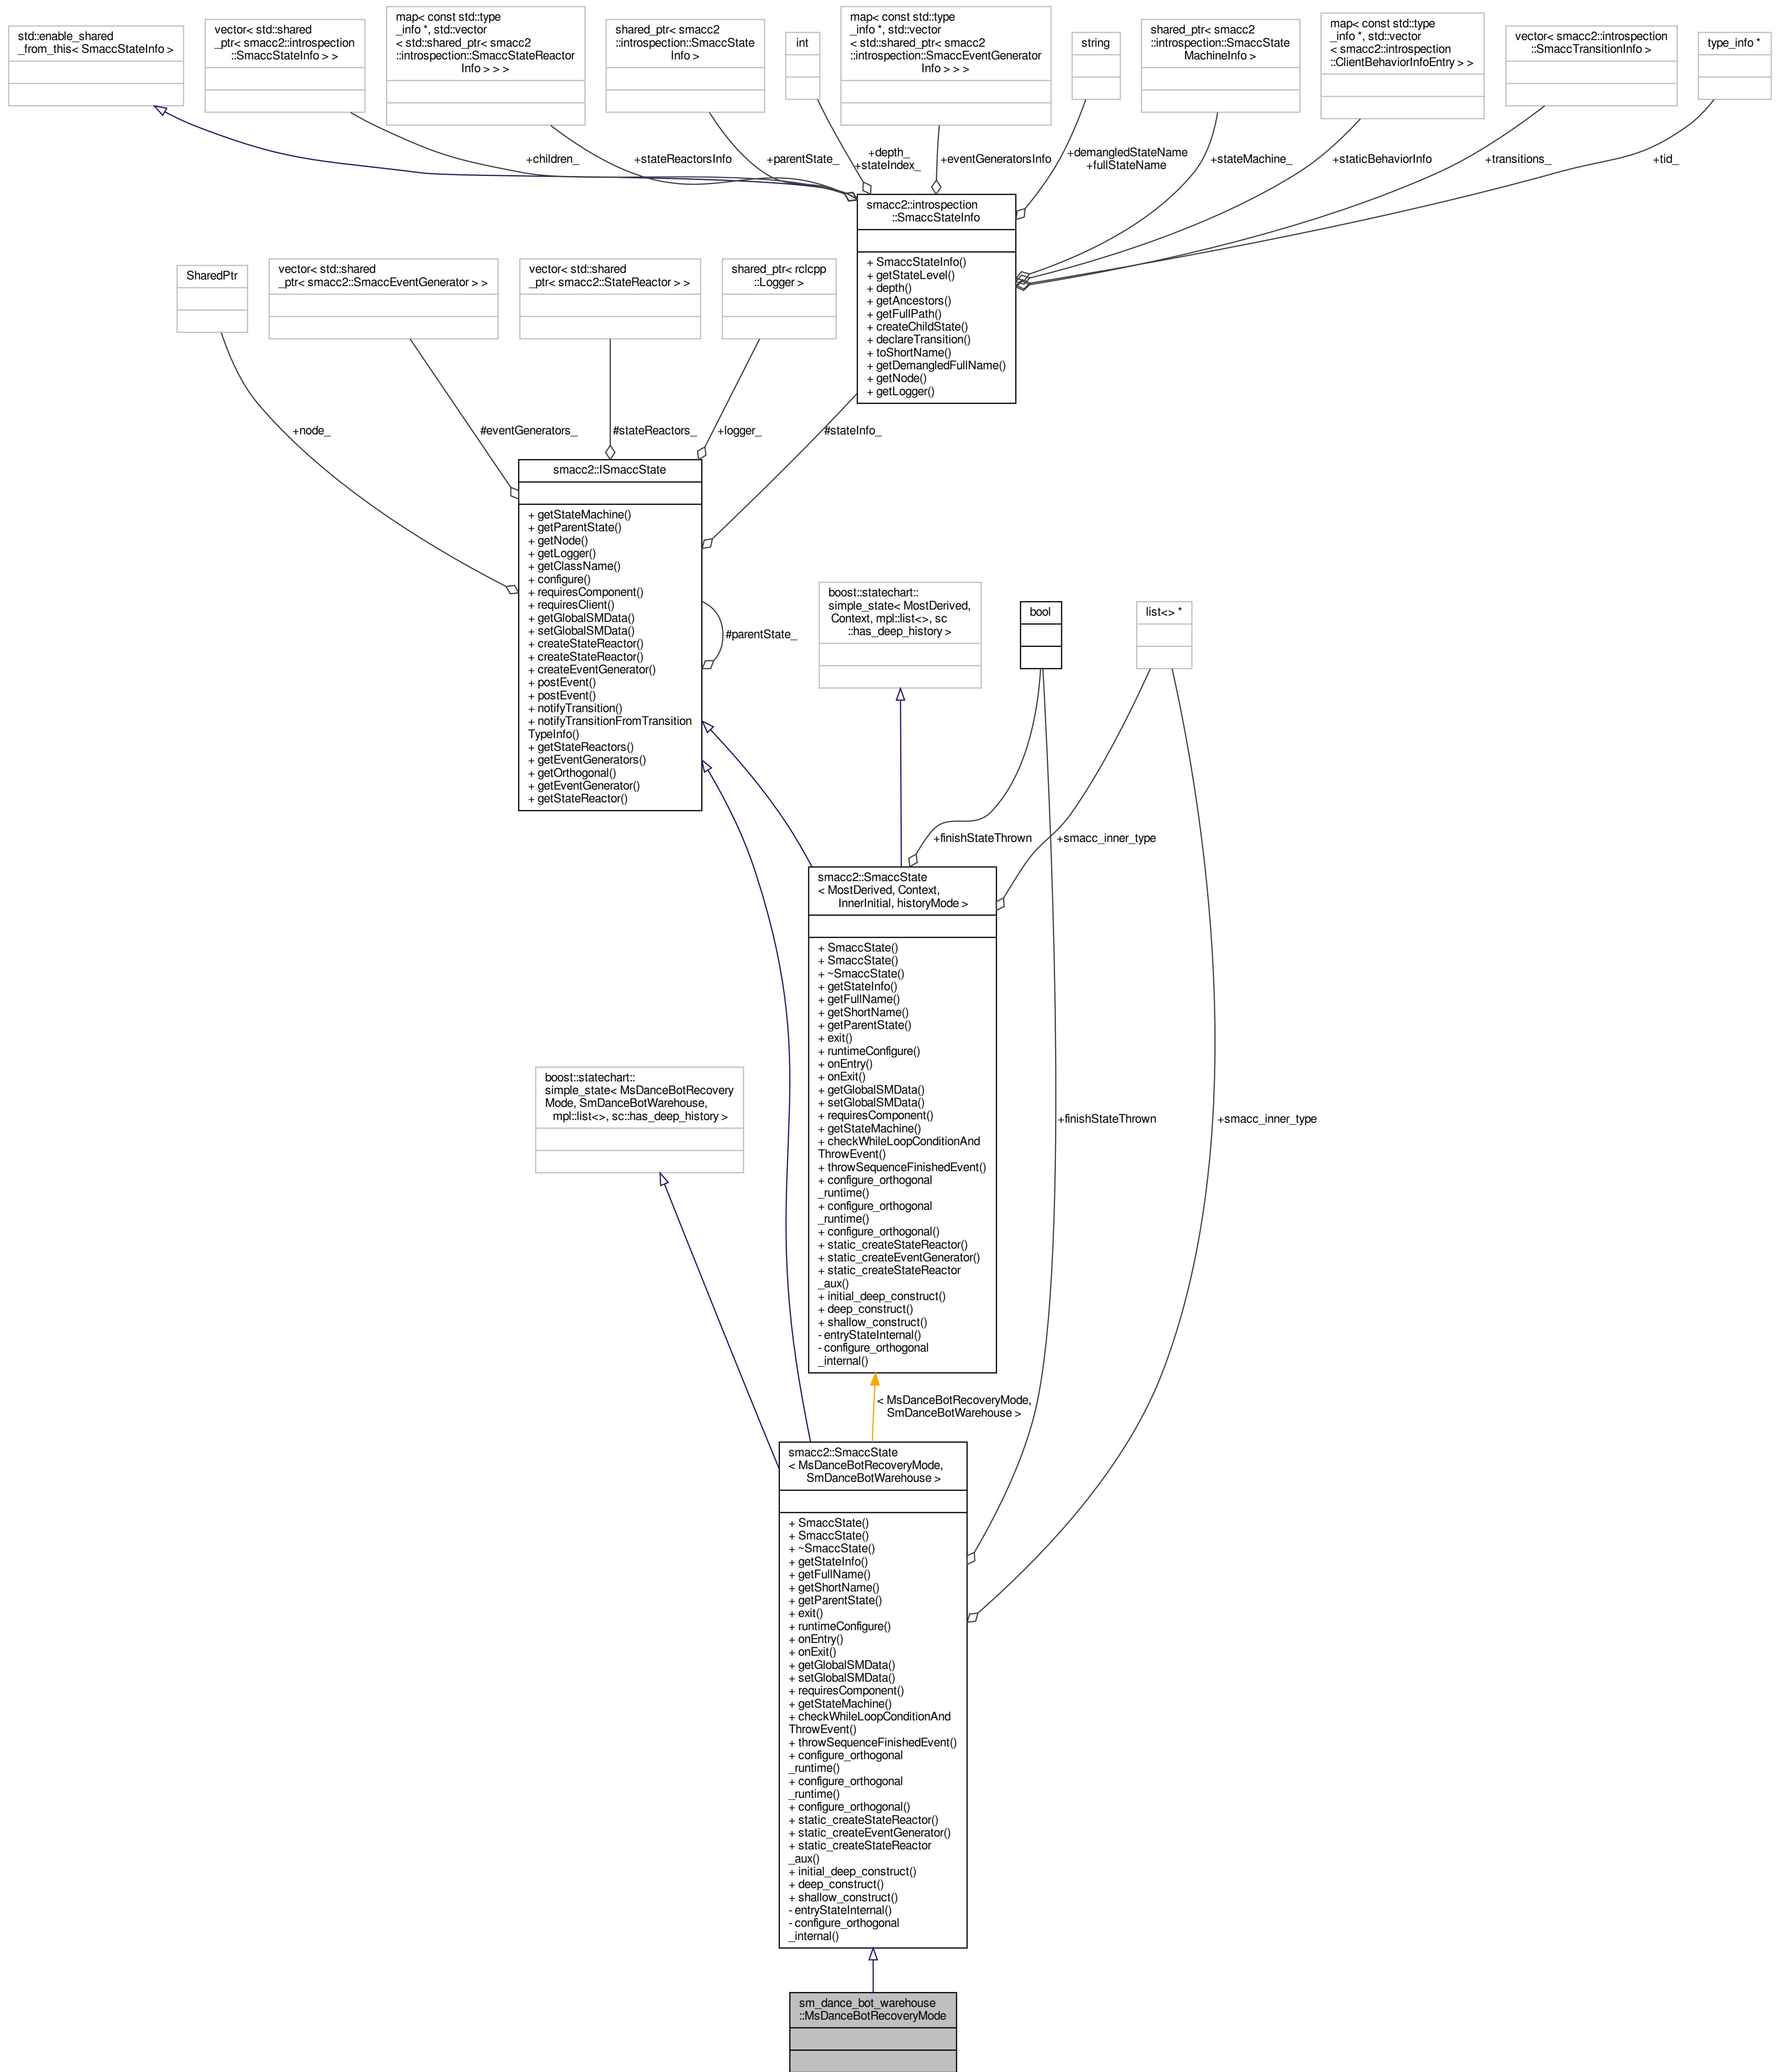 std::enable_shared
_from_this< SmaccStateInfo >
vector< std::shared
_ptr< smacc2::introspection
::SmaccStateInfo > >
map< const std::type
_info *, std::vector
< std::shared_ptr< smacc2
::introspection::SmaccStateReactor
Info > > >
shared_ptr< smacc2
::introspection::SmaccState
Info >
int
map< const std::type
_info *, std::vector
< std::shared_ptr< smacc2
::introspection::SmaccEventGenerator
Info > > >
string
shared_ptr< smacc2
::introspection::SmaccState
MachineInfo >
map< const std::type
_info *, std::vector
< smacc2::introspection
::ClientBehaviorInfoEntry > >
vector< smacc2::introspection
::SmaccTransitionInfo >
type_info *
+children_
+stateReactorsInfo
+parentState_
+depth_
+stateIndex_
+eventGeneratorsInfo
+demangledStateName
+fullStateName
+stateMachine_
+staticBehaviorInfo
+transitions_
+tid_
smacc2::introspection
::SmaccStateInfo
+ SmaccStateInfo()
+ getStateLevel()
+ depth()
+ getAncestors()
+ getFullPath()
+ createChildState()
+ declareTransition()
+ toShortName()
+ getDemangledFullName()
+ getNode()
+ getLogger()
SharedPtr
vector< std::shared
_ptr< smacc2::SmaccEventGenerator > >
vector< std::shared
_ptr< smacc2::StateReactor > >
shared_ptr< rclcpp
::Logger >
+node_
#eventGenerators_
#stateReactors_
+logger_
#stateInfo_
smacc2::ISmaccState
+ getStateMachine()
+ getParentState()
+ getNode()
+ getLogger()
+ getClassName()
+ configure()
+ requiresComponent()
+ requiresClient()
+ getGlobalSMData()
+ setGlobalSMData()
+ createStateReactor()
+ createStateReactor()
+ createEventGenerator()
+ postEvent()
+ postEvent()
+ notifyTransition()
+ notifyTransitionFromTransition
TypeInfo()
+ getStateReactors()
+ getEventGenerators()
+ getOrthogonal()
+ getEventGenerator()
+ getStateReactor()
#parentState_
boost::statechart::
simple_state< MostDerived,
Context, mpl::list<>, sc
::has_deep_history >
bool
list<> *
+finishStateThrown
+smacc_inner_type
smacc2::SmaccState
< MostDerived, Context,
InnerInitial, historyMode >
+ SmaccState()
+ SmaccState()
+ ~SmaccState()
+ getStateInfo()
+ getFullName()
+ getShortName()
+ getParentState()
+ exit()
+ runtimeConfigure()
+ onEntry()
+ onExit()
+ getGlobalSMData()
+ setGlobalSMData()
+ requiresComponent()
+ getStateMachine()
+ checkWhileLoopConditionAnd
ThrowEvent()
+ throwSequenceFinishedEvent()
+ configure_orthogonal
_runtime()
+ configure_orthogonal
_runtime()
+ configure_orthogonal()
+ static_createStateReactor()
+ static_createEventGenerator()
+ static_createStateReactor
_aux()
+ initial_deep_construct()
+ deep_construct()
+ shallow_construct()
- entryStateInternal()
- configure_orthogonal
_internal()
boost::statechart::
simple_state< MsDanceBotRecovery
Mode, SmDanceBotWarehouse,
mpl::list<>, sc::has_deep_history >
+finishStateThrown
+smacc_inner_type
< MsDanceBotRecoveryMode,
SmDanceBotWarehouse >
smacc2::SmaccState
< MsDanceBotRecoveryMode,
SmDanceBotWarehouse >
+ SmaccState()
+ SmaccState()
+ ~SmaccState()
+ getStateInfo()
+ getFullName()
+ getShortName()
+ getParentState()
+ exit()
+ runtimeConfigure()
+ onEntry()
+ onExit()
+ getGlobalSMData()
+ setGlobalSMData()
+ requiresComponent()
+ getStateMachine()
+ checkWhileLoopConditionAnd
ThrowEvent()
+ throwSequenceFinishedEvent()
+ configure_orthogonal
_runtime()
+ configure_orthogonal
_runtime()
+ configure_orthogonal()
+ static_createStateReactor()
+ static_createEventGenerator()
+ static_createStateReactor
_aux()
+ initial_deep_construct()
+ deep_construct()
+ shallow_construct()
- entryStateInternal()
- configure_orthogonal
_internal()
sm_dance_bot_warehouse
::MsDanceBotRecoveryMode